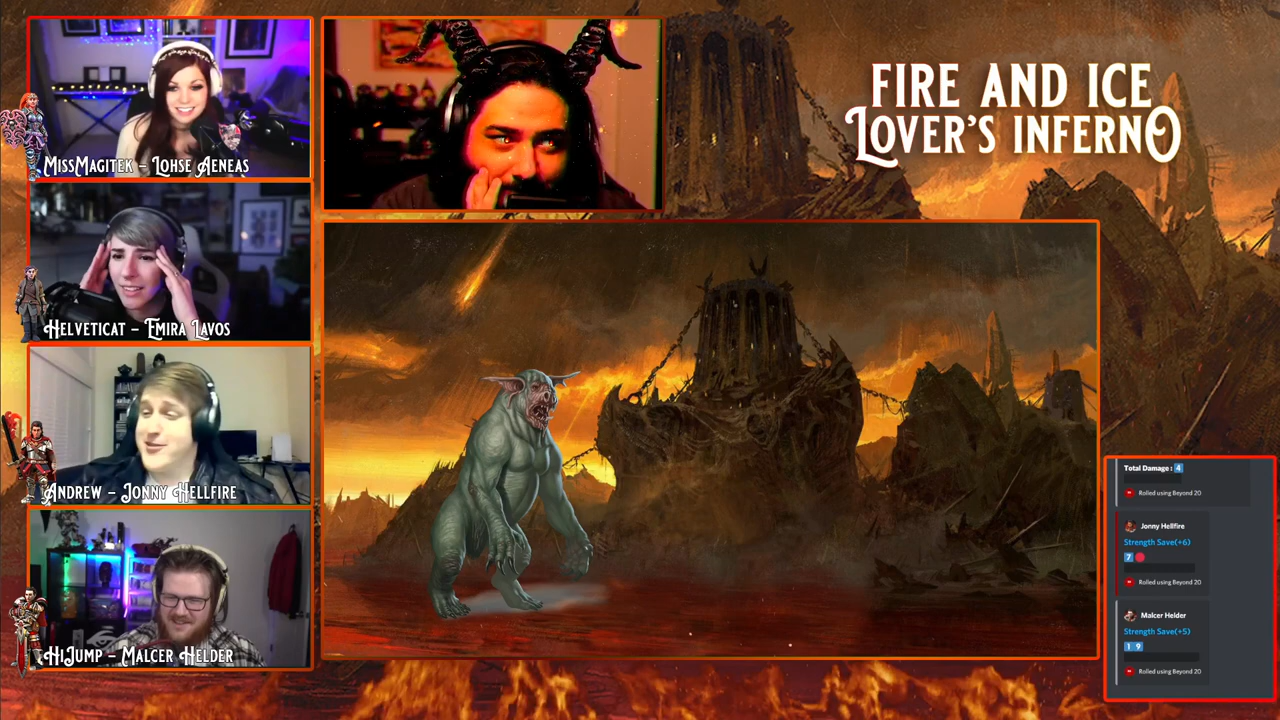 FIRE AND ICE
LOVER'S INFERNO
MISSMAGITEK - LOHSE AENEAS
HELVETICAT - EMIRA LAVOS
ANDREW - JONNY HELLFIRE
HIJUMP - MALCER HELDER
Total Damage : 4
Rolled using Beyond 20
Jonny Hellfire
Strength Save(+6)
7
Rolled using Beyond 20
Malcer Helder
Strength Save(+5)
19
Rolled using Beyond 20